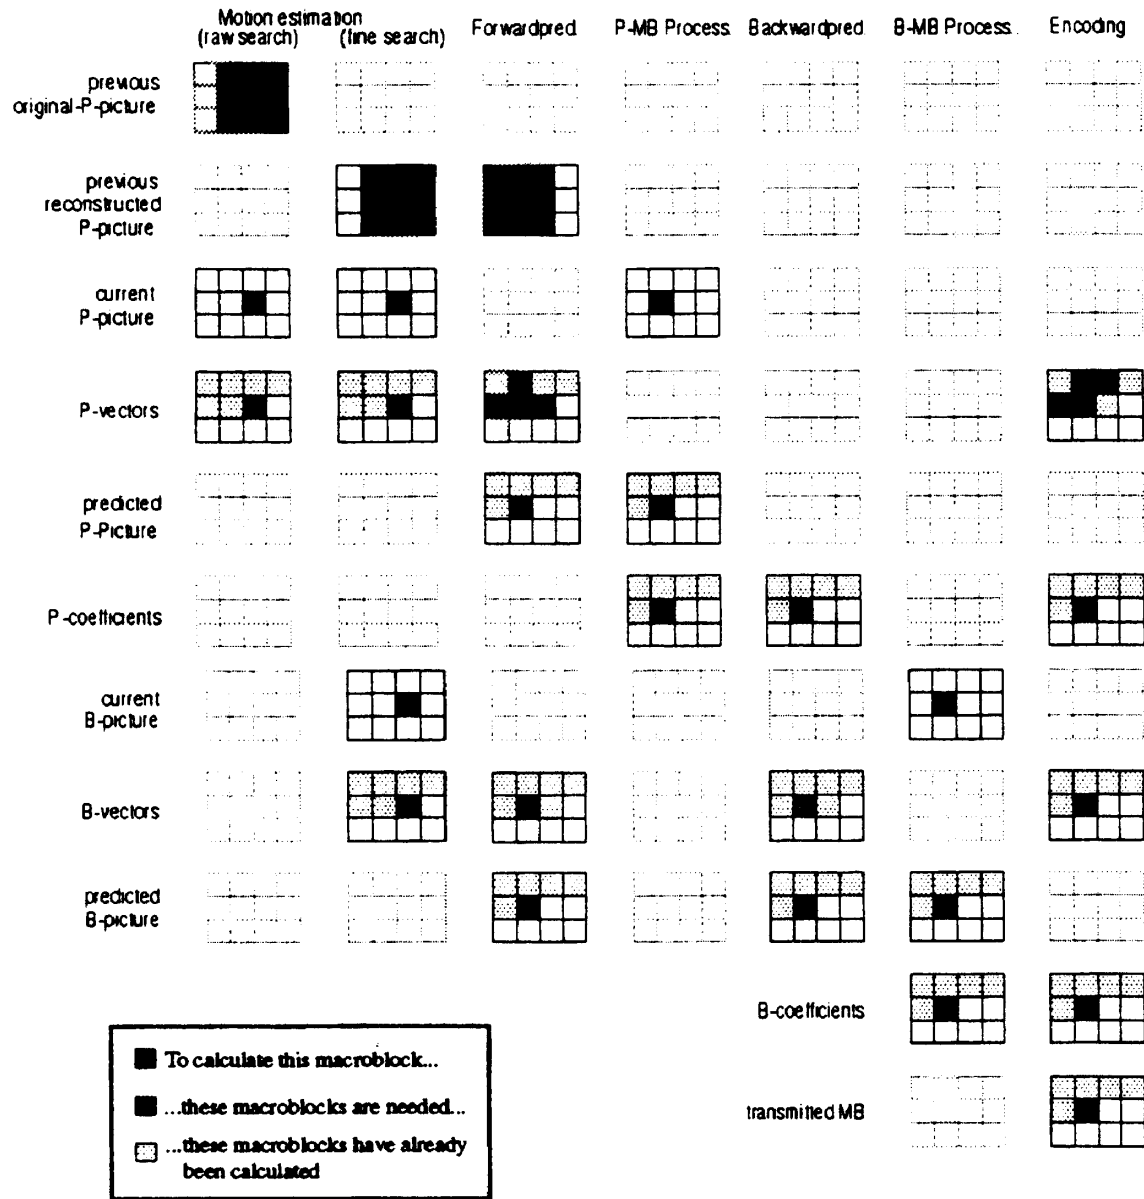 Motion estimation
(raw search) (fine search) Forwardpred. P-MB Process. Backwardpred. B-MB Process. Encoding
previous
original-P-picture
previous
reconstructed
P-picture
current
P-picture
P-vectors
predicted
P-Picture
P-coefficients
current
B-picture
B-vectors
predicted
B-picture
B-coefficients
transmitted MB
To calculate this macroblock...
...these macroblocks are needed...
...these macroblocks have already
been calculated